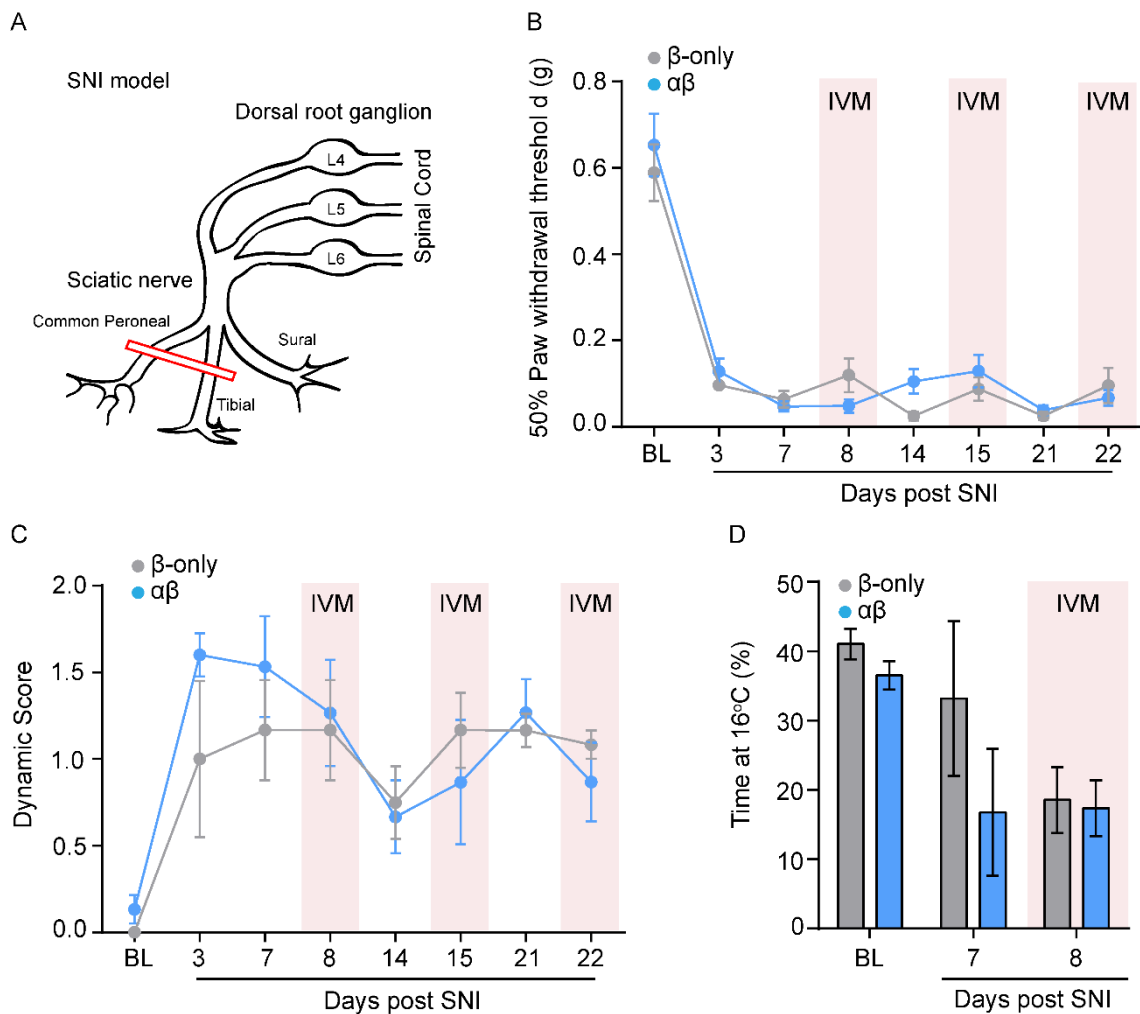 A
SNI model
Dorsal root ganglion
L4
L5
L6
Spinal Cord
Sciatic nerve
Common Peroneal
Sural
Tibial
B
β-only
αβ
IVM IVM IVM
50% Paw withdrawal threshol d (g)
0.8
0.6
0.4
0.2
0.0
BL 3 7 8 14 15 21 22
Days post SNI
C
β-only
αβ
IVM IVM IVM
Dynamic Score
2.0
1.5
1.0
0.5
0.0
BL 3 7 8 14 15 21 22
Days post SNI
D
β-only
αβ
IVM
Time at 16°C (%)
50
40
30
20
10
0
BL 7 8
Days post SNI